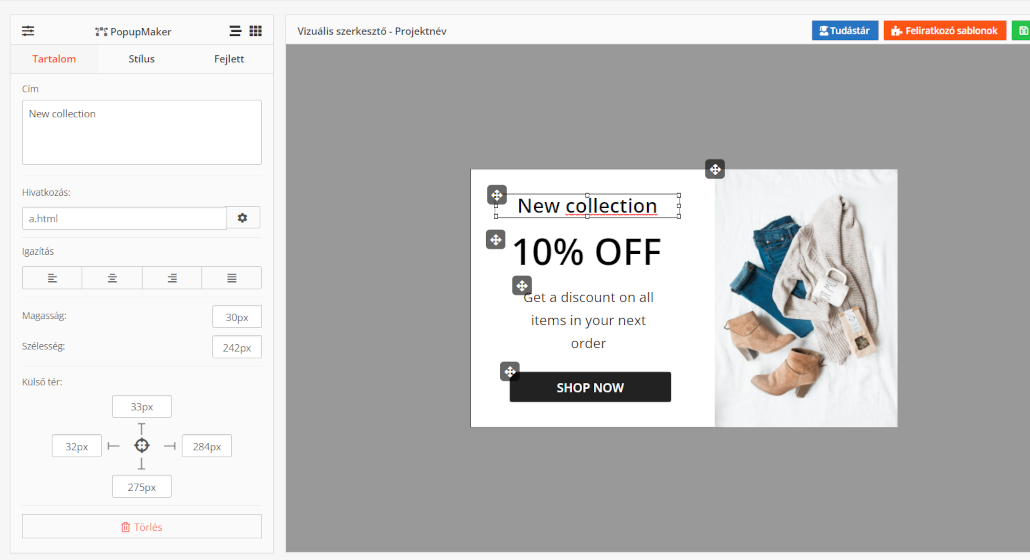 PopupMaker
Vizuális szerkesztő - Projektnév
Tudástár
Feliratkozó sablonok
Tartalom
Stílus
Fejlett
Cím
New collection
Hivatkozás:
a.html
Igazítás
Magasság:
30px
Szélesség:
242px
Külső tér:
33px
32px
284px
275px
Törlés
New collection
10% OFF
Get a discount on all
items in your next
order
SHOP NOW